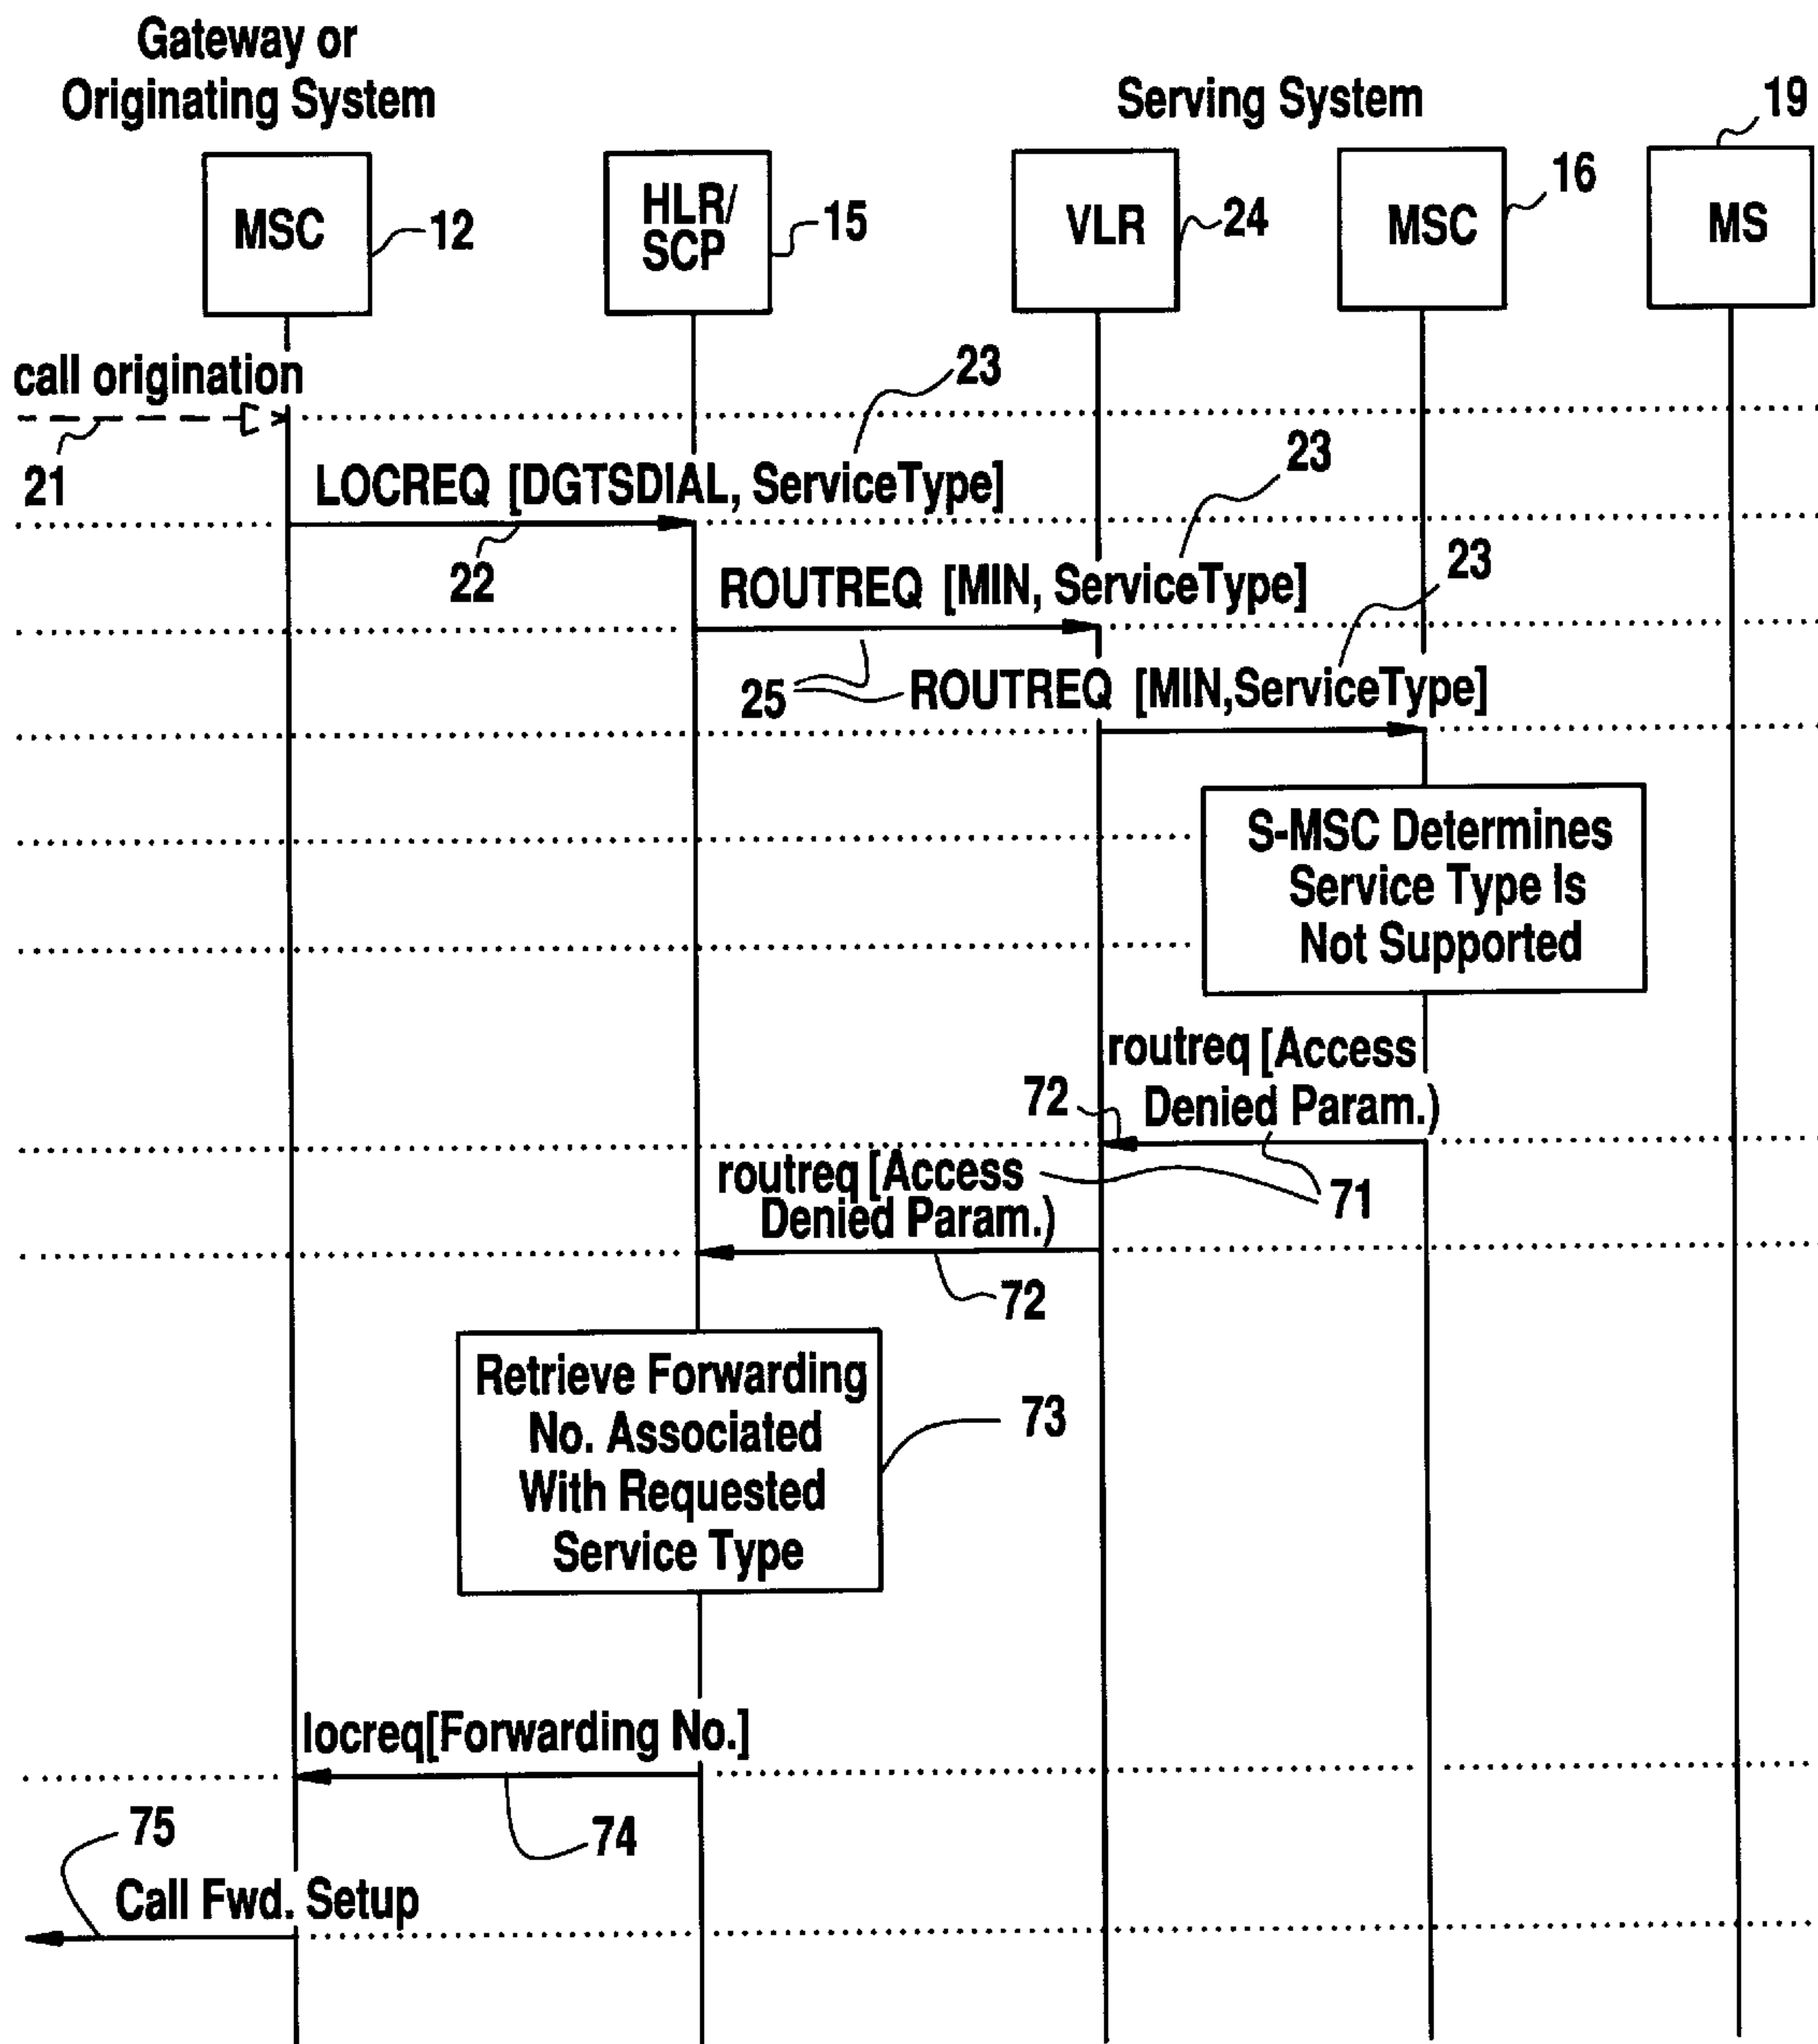 Gateway or
Originating System
Serving System
19
MSC
12
HLR/
SCP
15
VLR
24
MSC
16
MS
call origination
21
23
LOCREQ [DGTSDIAL, ServiceType]
22
23
ROUTREQ [MIN, ServiceType]
23
25
ROUTREQ [MIN,ServiceType]
S-MSC Determines
Service Type Is
Not Supported
routreq [Access
Denied Param.)
72
routreq [Access
Denied Param.)
71
72
Retrieve Forwarding
No. Associated
With Requested
Service Type
73
locreq[Forwarding No.]
74
75
Call Fwd. Setup